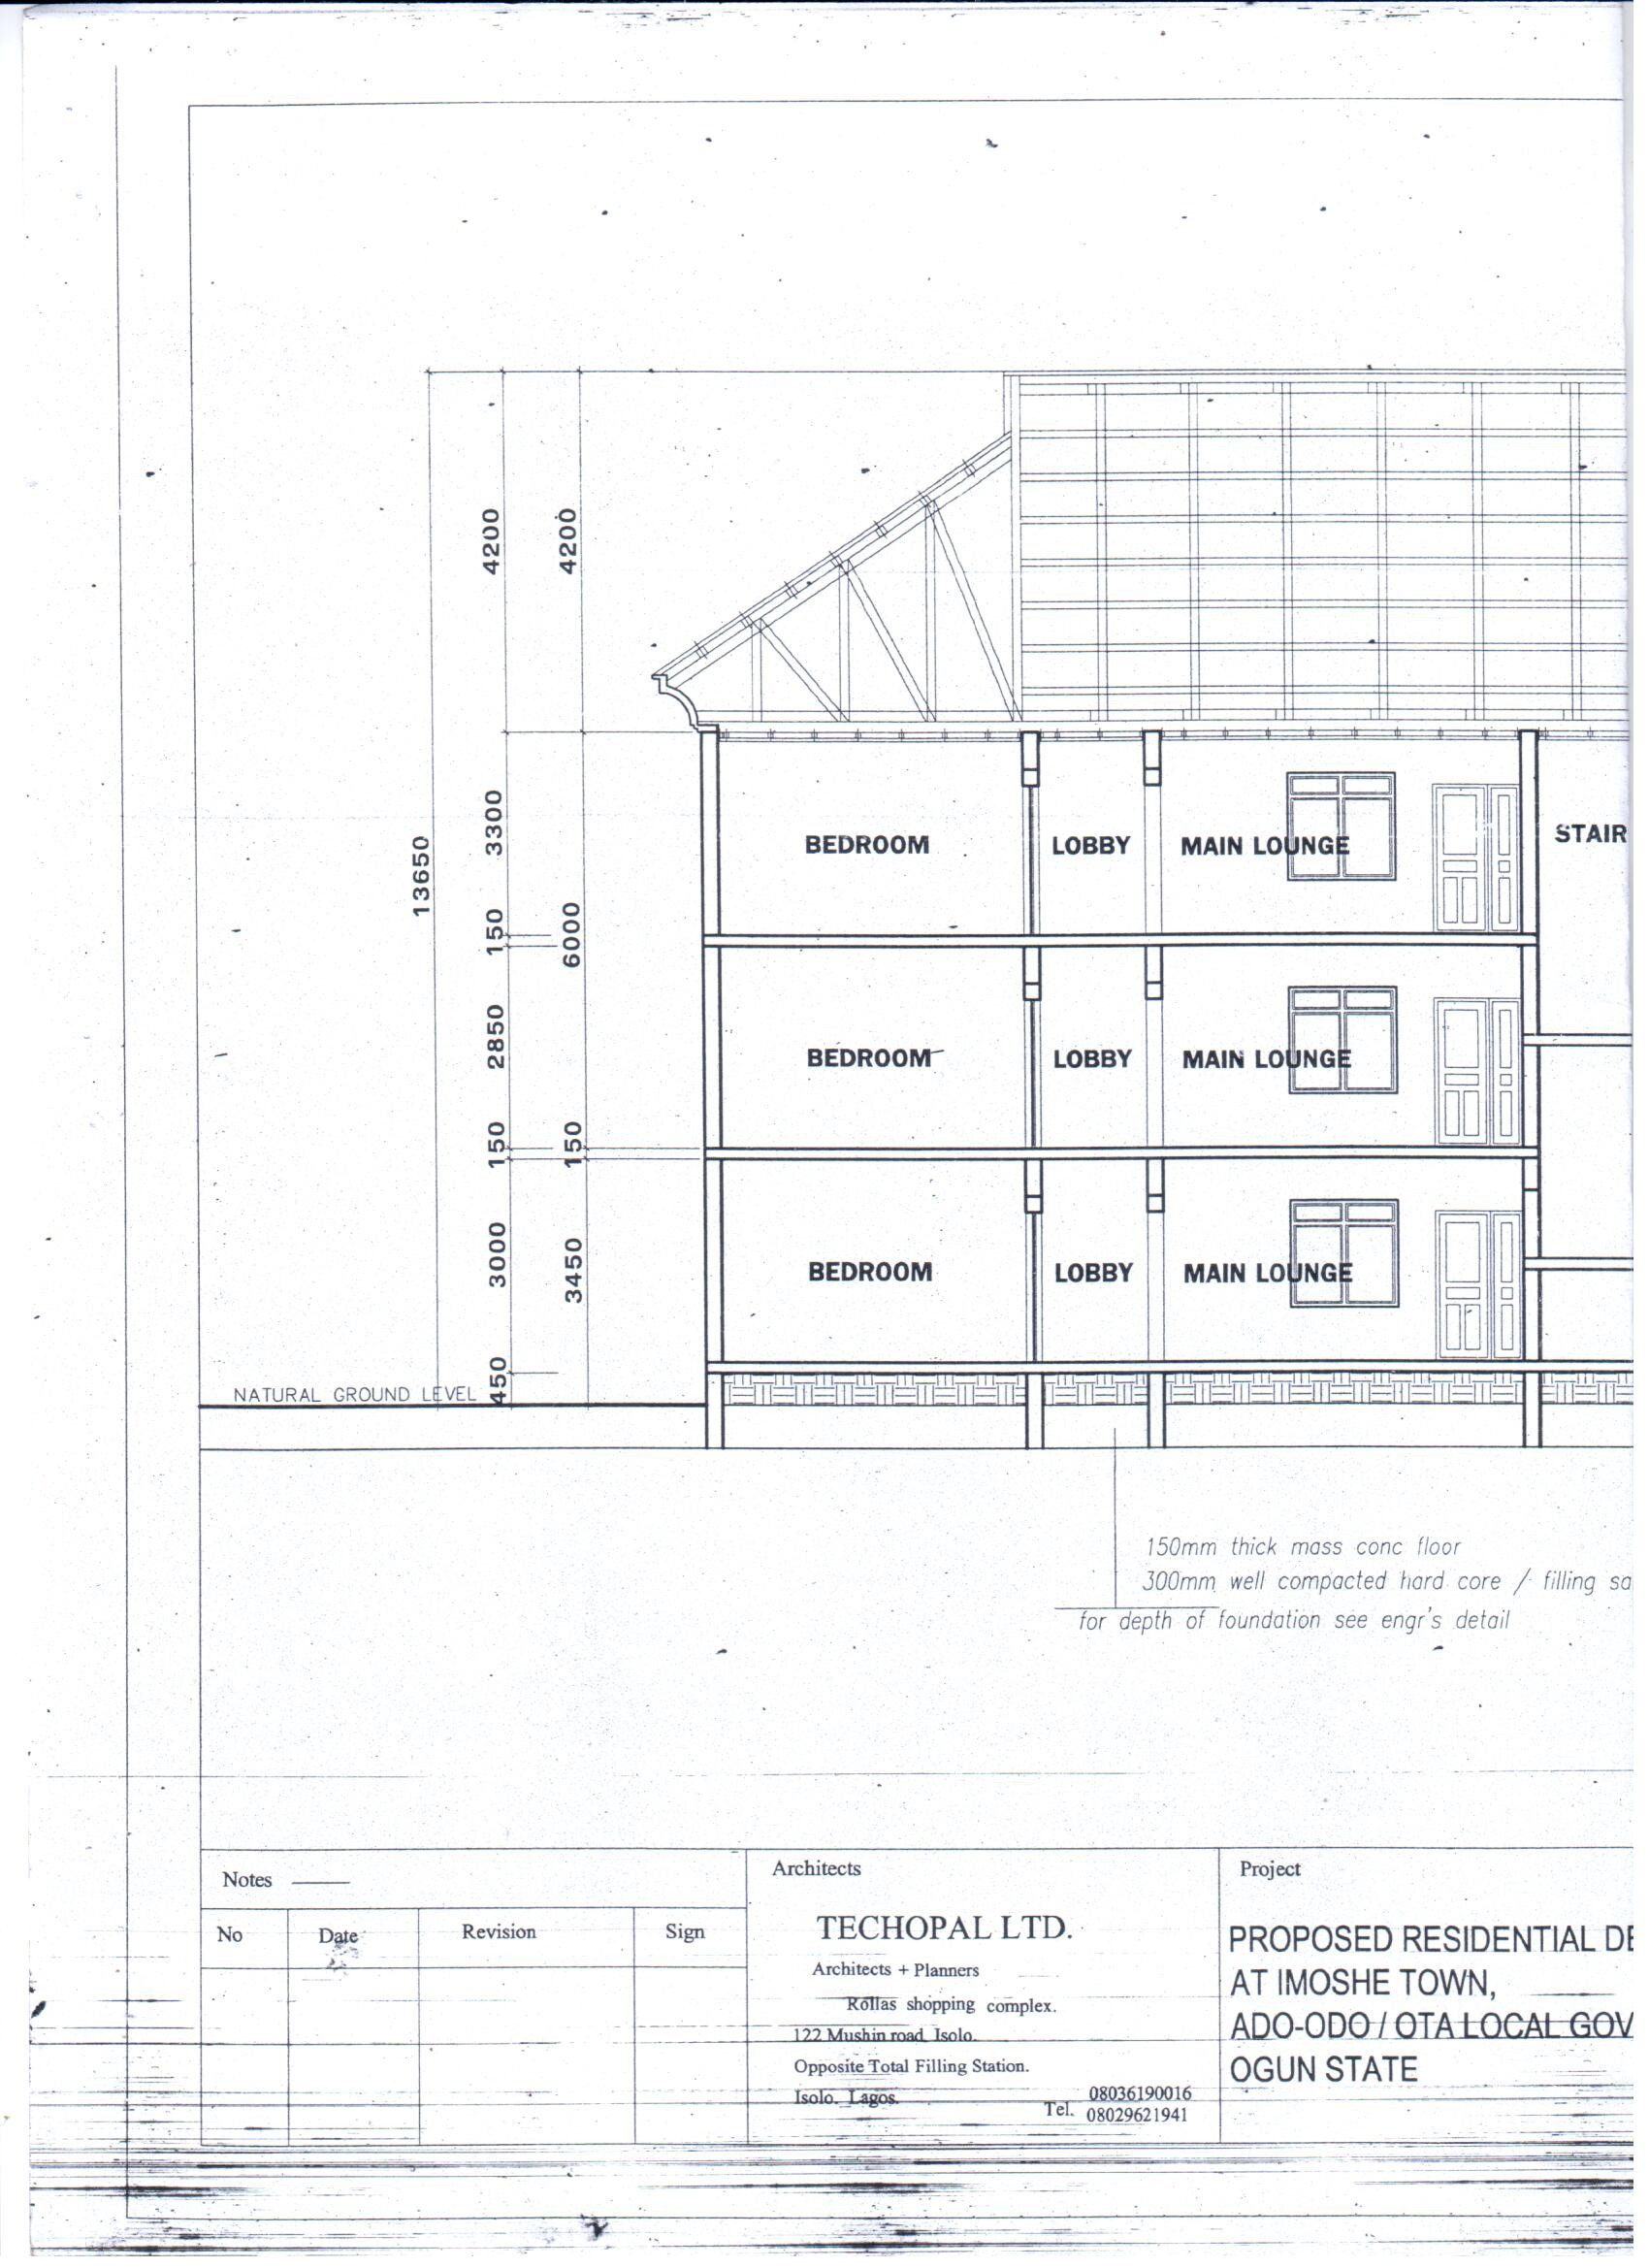 4200
4200
3300
13650
150
6000
2850
150
150
3000
3450
450
BEDROOM
LOBBY
MAIN LOUNGE
STAIR
BEDROOM
LOBBY
MAIN LOUNGE
BEDROOM
LOBBY
MAIN LOUNGE
NATURAL GROUND LEVEL
150mm thick mass conc floor
300mm well compacted hard core / filling sa
for depth of foundation see engr's detail
Notes
No Date Revision Sign
Architects
TECHOPAL LTD.
Architects + Planners
Rollas shopping complex.
122 Mushin road, Isolo.
Opposite Total Filling Station.
Isolo. Lagos.
Tel. 08036190016
08029621941
Project
PROPOSED RESIDENTIAL DE
AT IMOSHE TOWN,
ADO-ODO / OTA LOCAL GOV
OGUN STATE